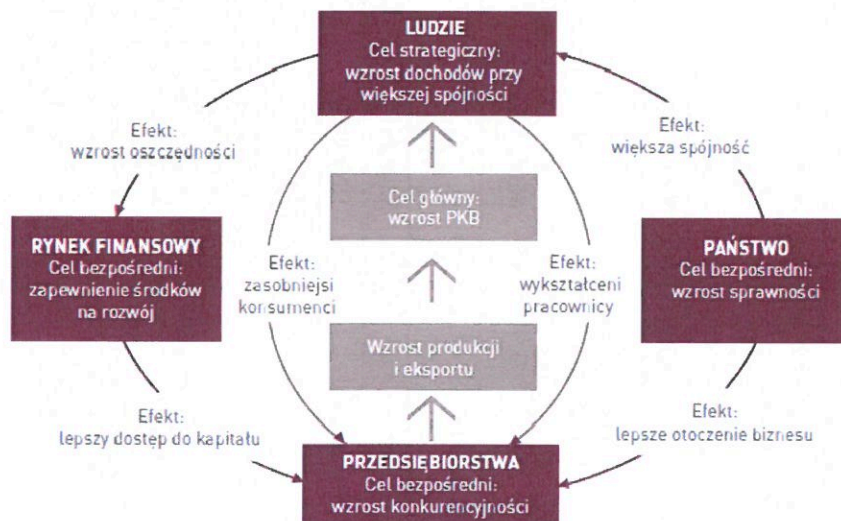 LUDZIE
Cel strategiczny:
wzrost dochodów przy
większej spójności
Efekt:
wzrost oszczędności
Efekt:
większa spójność
Cel główny:
wzrost PKB
RYNEK FINANSOWY
Cel bezpośredni:
zapewnienie środków
na rozwój
Efekt:
zasobniejsi
konsumenci
Efekt:
wykształceni
pracownicy
PAŃSTWO
Cel bezpośredni:
wzrost sprawności
Wzrost produkcji
i eksportu
Efekt:
lepszy dostęp do kapitału
Efekt:
lepsze otoczenie biznesu
PRZEDSIĘBIORSTWA
Cel bezpośredni:
wzrost konkurencyjności